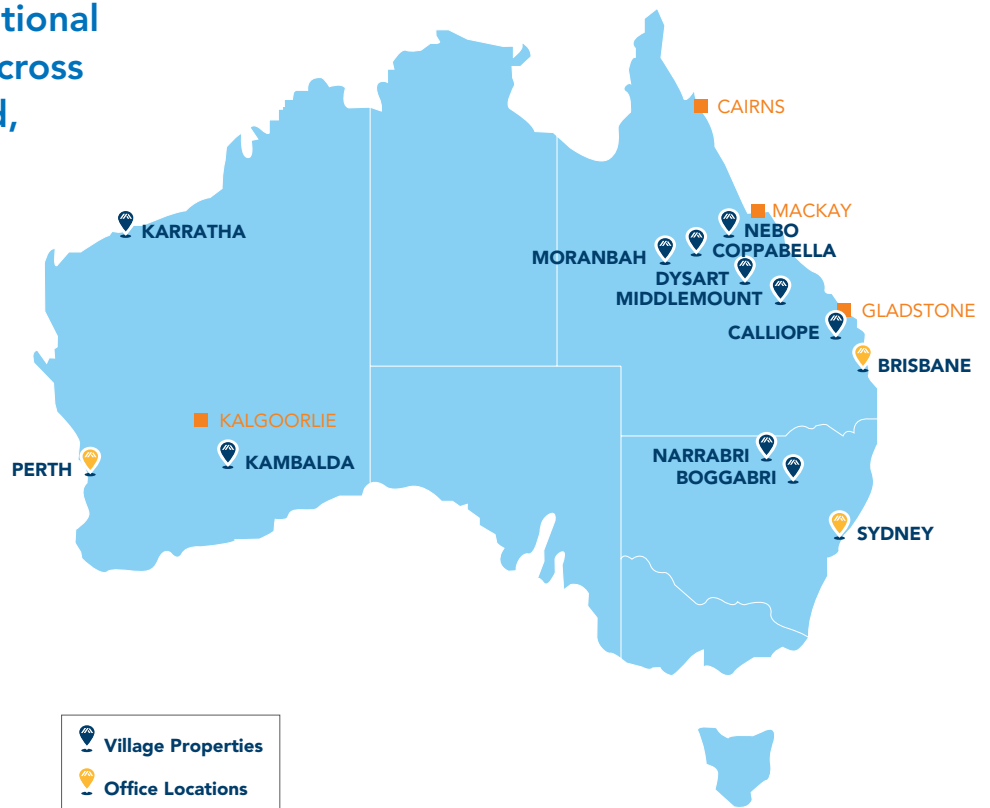 tional
cross
d,
CAIRNS
MACKAY
KARRATHA
NEBO
COPPABELLA
MORANBAH
DYSART
MIDDLEMOUNT
GLADSTONE
CALLIOPE
BRISBANE
KALGOORLIE
NARRABRI
PERTH
KAMBALDA
BOGGABRI
SYDNEY
Village Properties
Office Locations